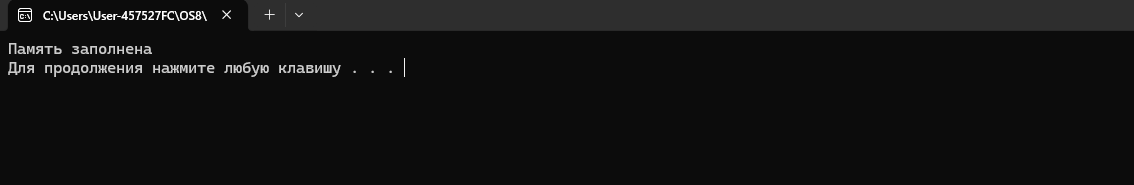 C:\Users\User-457527FC\OS8\
Память заполнена
Для продолжения нажмите любую клавишу . . .